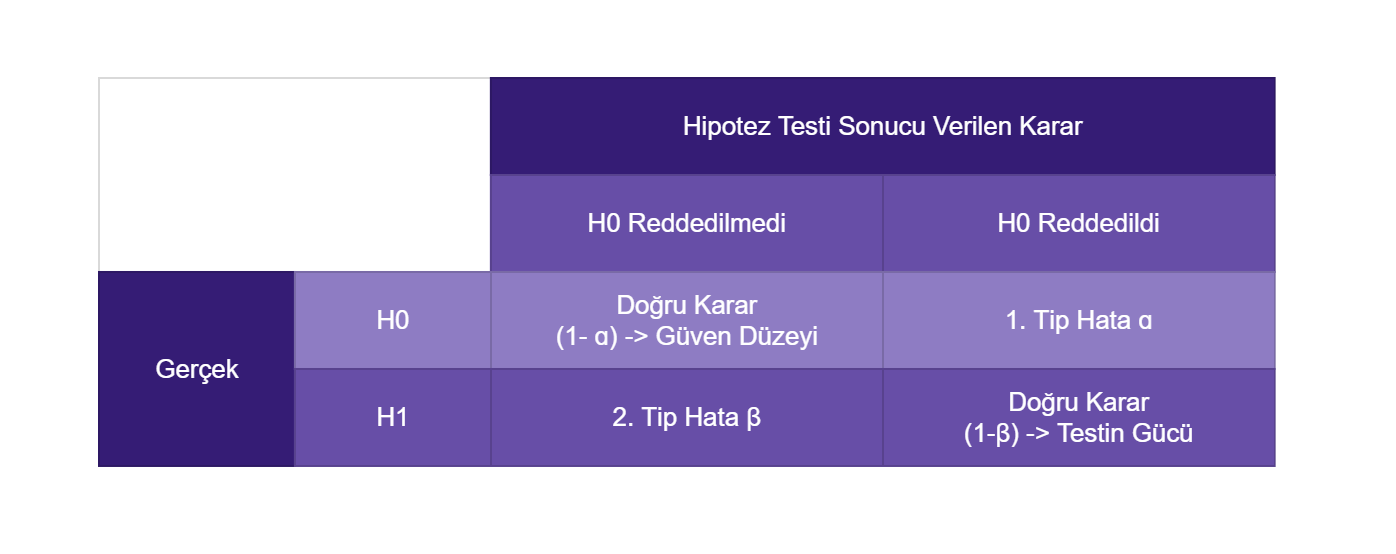 Hipotez Testi Sonucu Verilen Karar
H0 Reddedilmedi
H0 Reddedildi
Gerçek
H0
Doğru Karar
(1- α) -> Güven Düzeyi
1. Tip Hata α
H1
2. Tip Hata β
Doğru Karar
(1-β) -> Testin Gücü